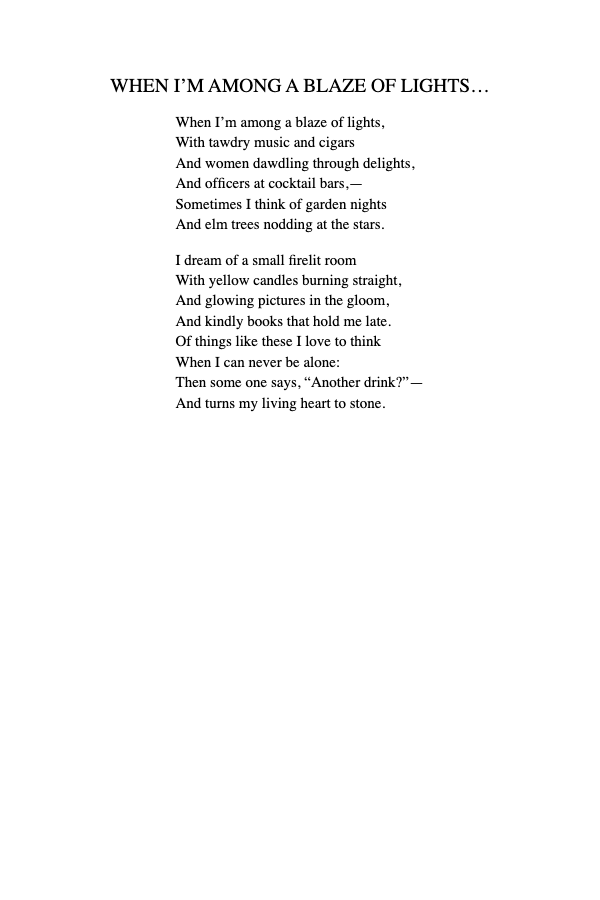 WHEN I’M AMONG A BLAZE OF LIGHTS…
When I’m among a blaze of lights,
With tawdry music and cigars
And women dawdling through delights,
And officers at cocktail bars,—
Sometimes I think of garden nights
And elm trees nodding at the stars.
I dream of a small firelit room
With yellow candles burning straight,
And glowing pictures in the gloom,
And kindly books that hold me late.
Of things like these I love to think
When I can never be alone:
Then some one says, “Another drink?”—
And turns my living heart to stone.